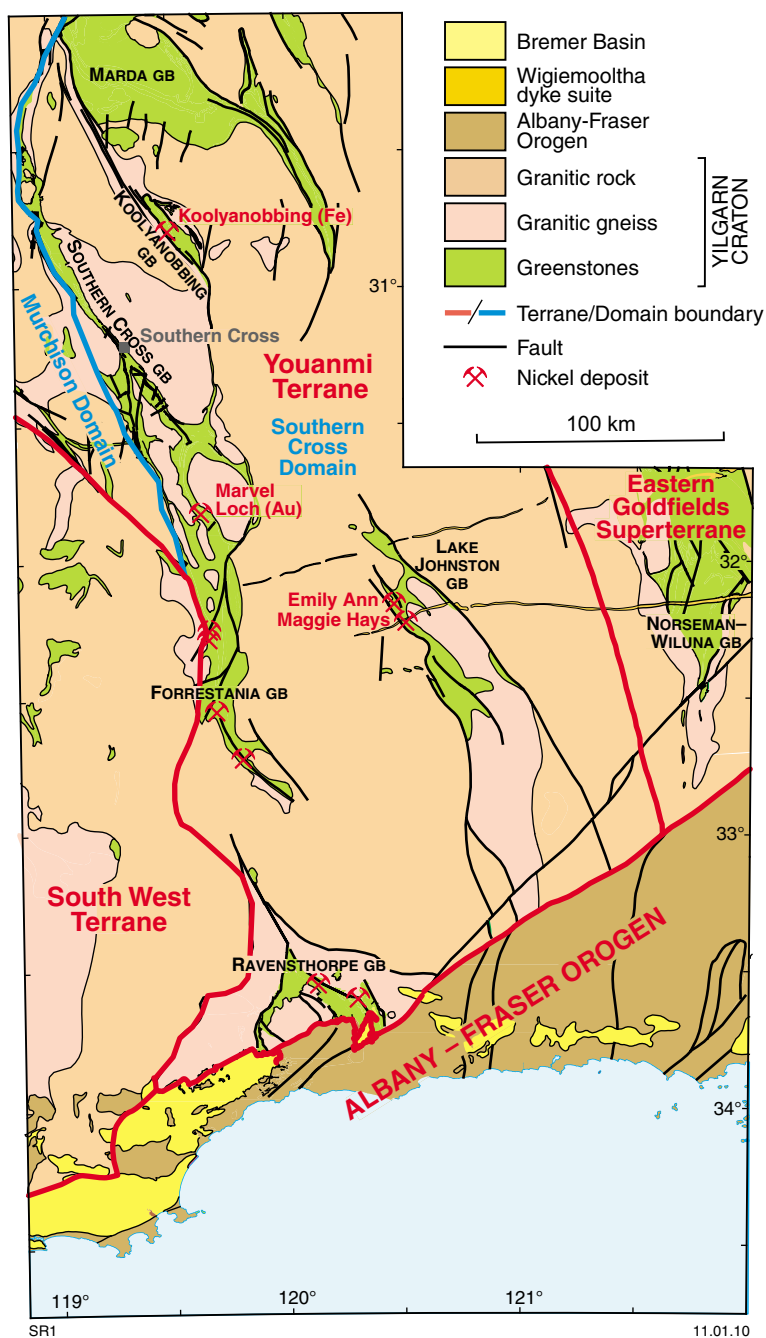 Bremer Basin
Wigiemooltha
dyke suite
Albany-Fraser
Orogen
Granitic rock
Granitic gneiss
Greenstones
YILGARN
CRATON
Terrane/Domain boundary
Fault
Nickel deposit
100 km
MARDA GB
Koolyanobbing (Fe)
KOOLYANOBBING
GB
31°
SOUTHERN CROSS GB
Southern Cross
Murchison Domain
Youanmi
Terrane
Southern
Cross
Domain
Marvel
Loch (Au)
Eastern
Goldfields
Superterrane
LAKE
JOHNSTON
GB
32°
Emily Ann
Maggie Hays
NORSEMAN–
WILUNA GB
FORRESTANIA GB
33°
South West
Terrane
RAVENSTHORPE GB
ALBANY – FRASER OROGEN
34°
119°
120°
121°
SR1
11.01.10